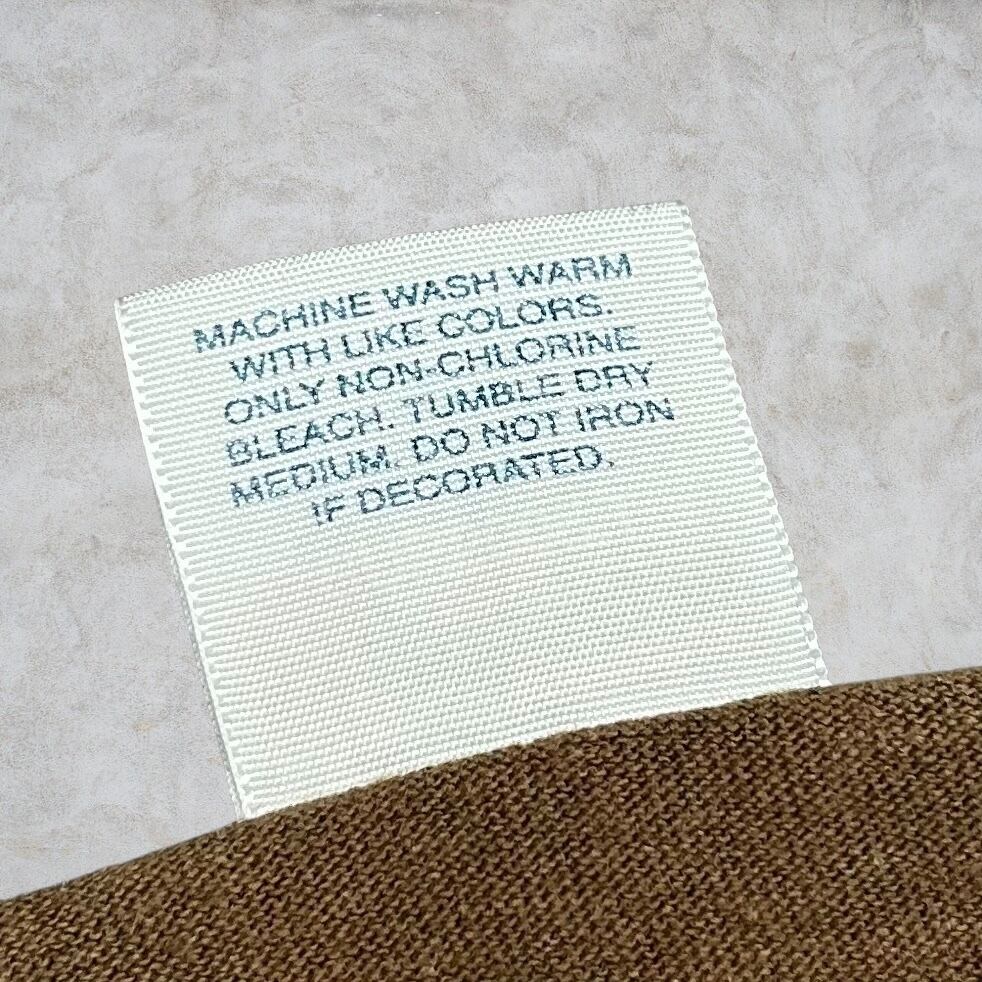 MACHINE WASH WARM
WITH LIKE COLORS.
ONLY NON-CHLORINE
BLEACH. TUMBLE DRY
MEDIUM. DO NOT IRON
IF DECORATED.